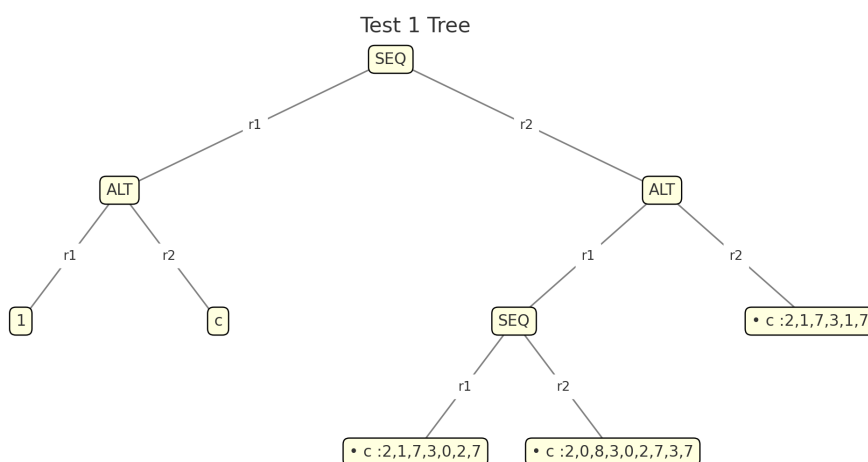 Test 1 Tree
SEQ
r1 r2
ALT ALT
r1 r2 r1 r2
1 c SEQ • c :2,1,7,3,1,7
r1 r2
• c :2,1,7,3,0,2,7 • c :2,0,8,3,0,2,7,3,7